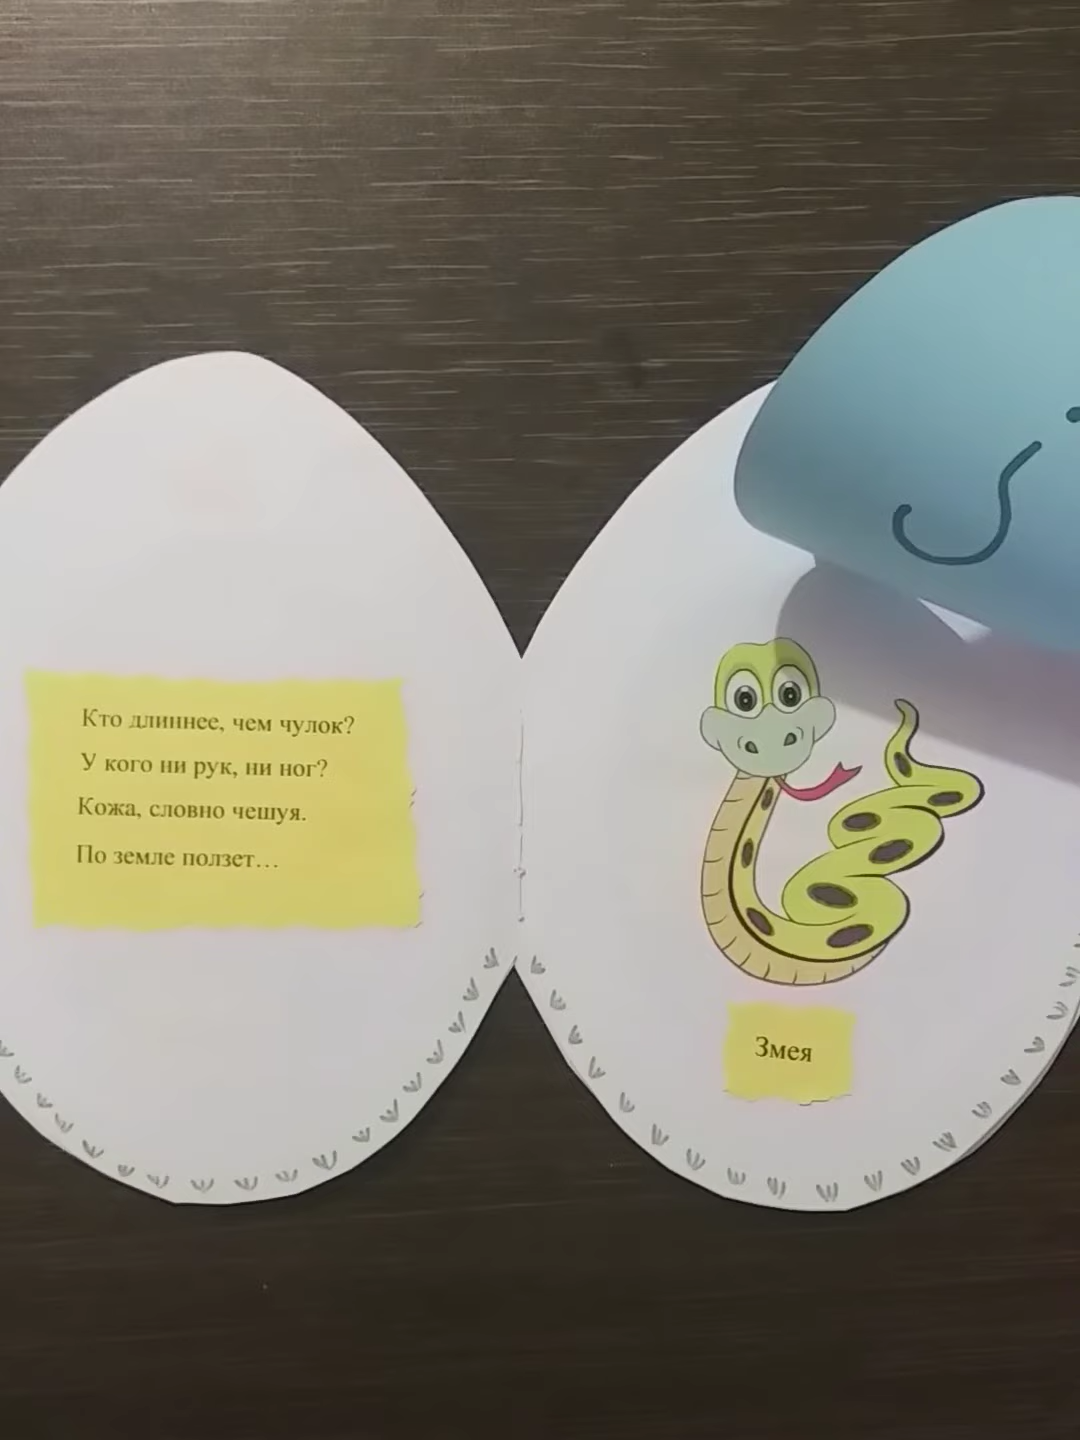 Кто длиннее, чем чулок?
У кого ни рук, ни ног?
Кожа, словно чешуя.
По земле ползет…
Змея